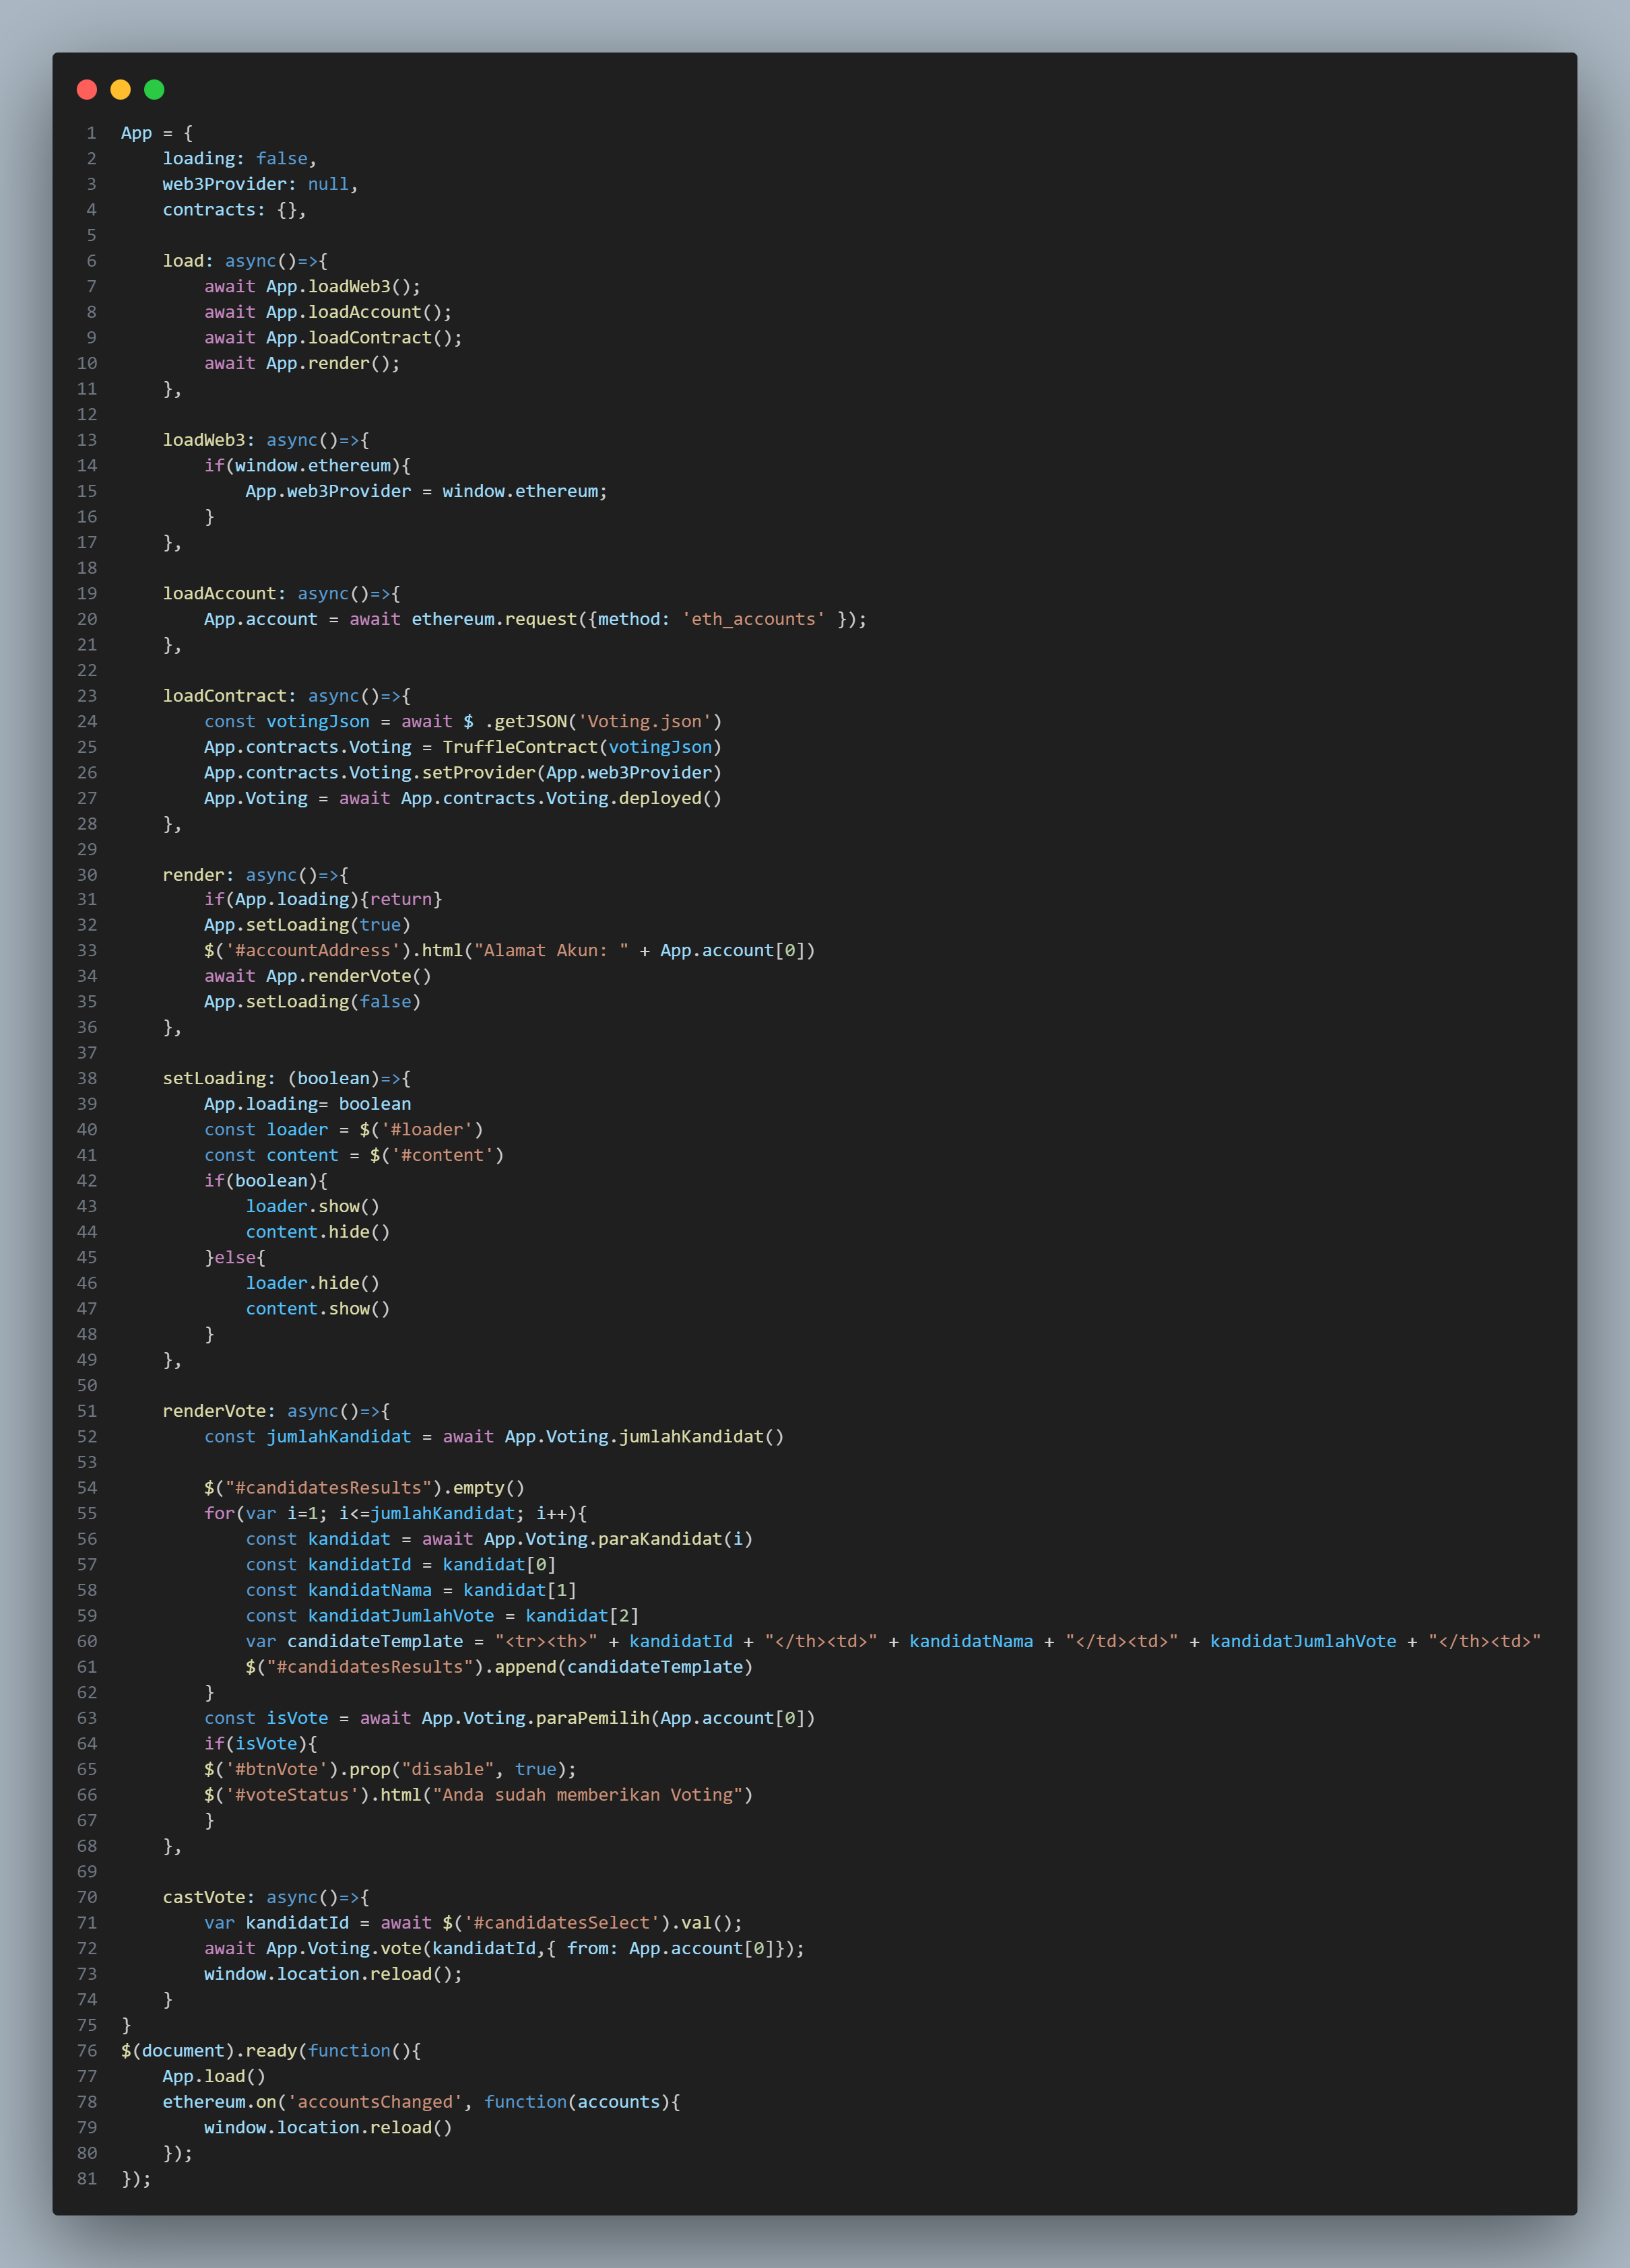 1 App = {
2     loading: false,
3     web3Provider: null,
4     contracts: {},
5
6     load: async()=>{
7         await App.loadWeb3();
8         await App.loadAccount();
9         await App.loadContract();
10         await App.render();
11     },
12
13     loadWeb3: async()=>{
14         if(window.ethereum){
15             App.web3Provider = window.ethereum;
16         }
17     },
18
19     loadAccount: async()=>{
20         App.account = await ethereum.request({method: 'eth_accounts' });
21     },
22
23     loadContract: async()=>{
24         const votingJson = await $ .getJSON('Voting.json')
25         App.contracts.Voting = TruffleContract(votingJson)
26         App.contracts.Voting.setProvider(App.web3Provider)
27         App.Voting = await App.contracts.Voting.deployed()
28     },
29
30     render: async()=>{
31         if(App.loading){return}
32         App.setLoading(true)
33         $('#accountAddress').html("Alamat Akun: " + App.account[0])
34         await App.renderVote()
35         App.setLoading(false)
36     },
37
38     setLoading: (boolean)=>{
39         App.loading= boolean
40         const loader = $('#loader')
41         const content = $('#content')
42         if(boolean){
43             loader.show()
44             content.hide()
45         }else{
46             loader.hide()
47             content.show()
48         }
49     },
50
51     renderVote: async()=>{
52         const jumlahKandidat = await App.Voting.jumlahKandidat()
53
54         $("#candidatesResults").empty()
55         for(var i=1; i<=jumlahKandidat; i++){
56             const kandidat = await App.Voting.paraKandidat(i)
57             const kandidatId = kandidat[0]
58             const kandidatNama = kandidat[1]
59             const kandidatJumlahVote = kandidat[2]
60             var candidateTemplate = "<tr><th>" + kandidatId + "</th><td>" + kandidatNama + "</td><td>" + kandidatJumlahVote + "</th><td>"
61             $("#candidatesResults").append(candidateTemplate)
62         }
63         const isVote = await App.Voting.paraPemilih(App.account[0])
64         if(isVote){
65         $('#btnVote').prop("disable", true);
66         $('#voteStatus').html("Anda sudah memberikan Voting")
67         }
68     },
69
70     castVote: async()=>{
71         var kandidatId = await $('#candidatesSelect').val();
72         await App.Voting.vote(kandidatId,{ from: App.account[0]});
73         window.location.reload();
74     }
75 }
76 $(document).ready(function(){
77     App.load()
78     ethereum.on('accountsChanged', function(accounts){
79         window.location.reload()
80     });
81 });